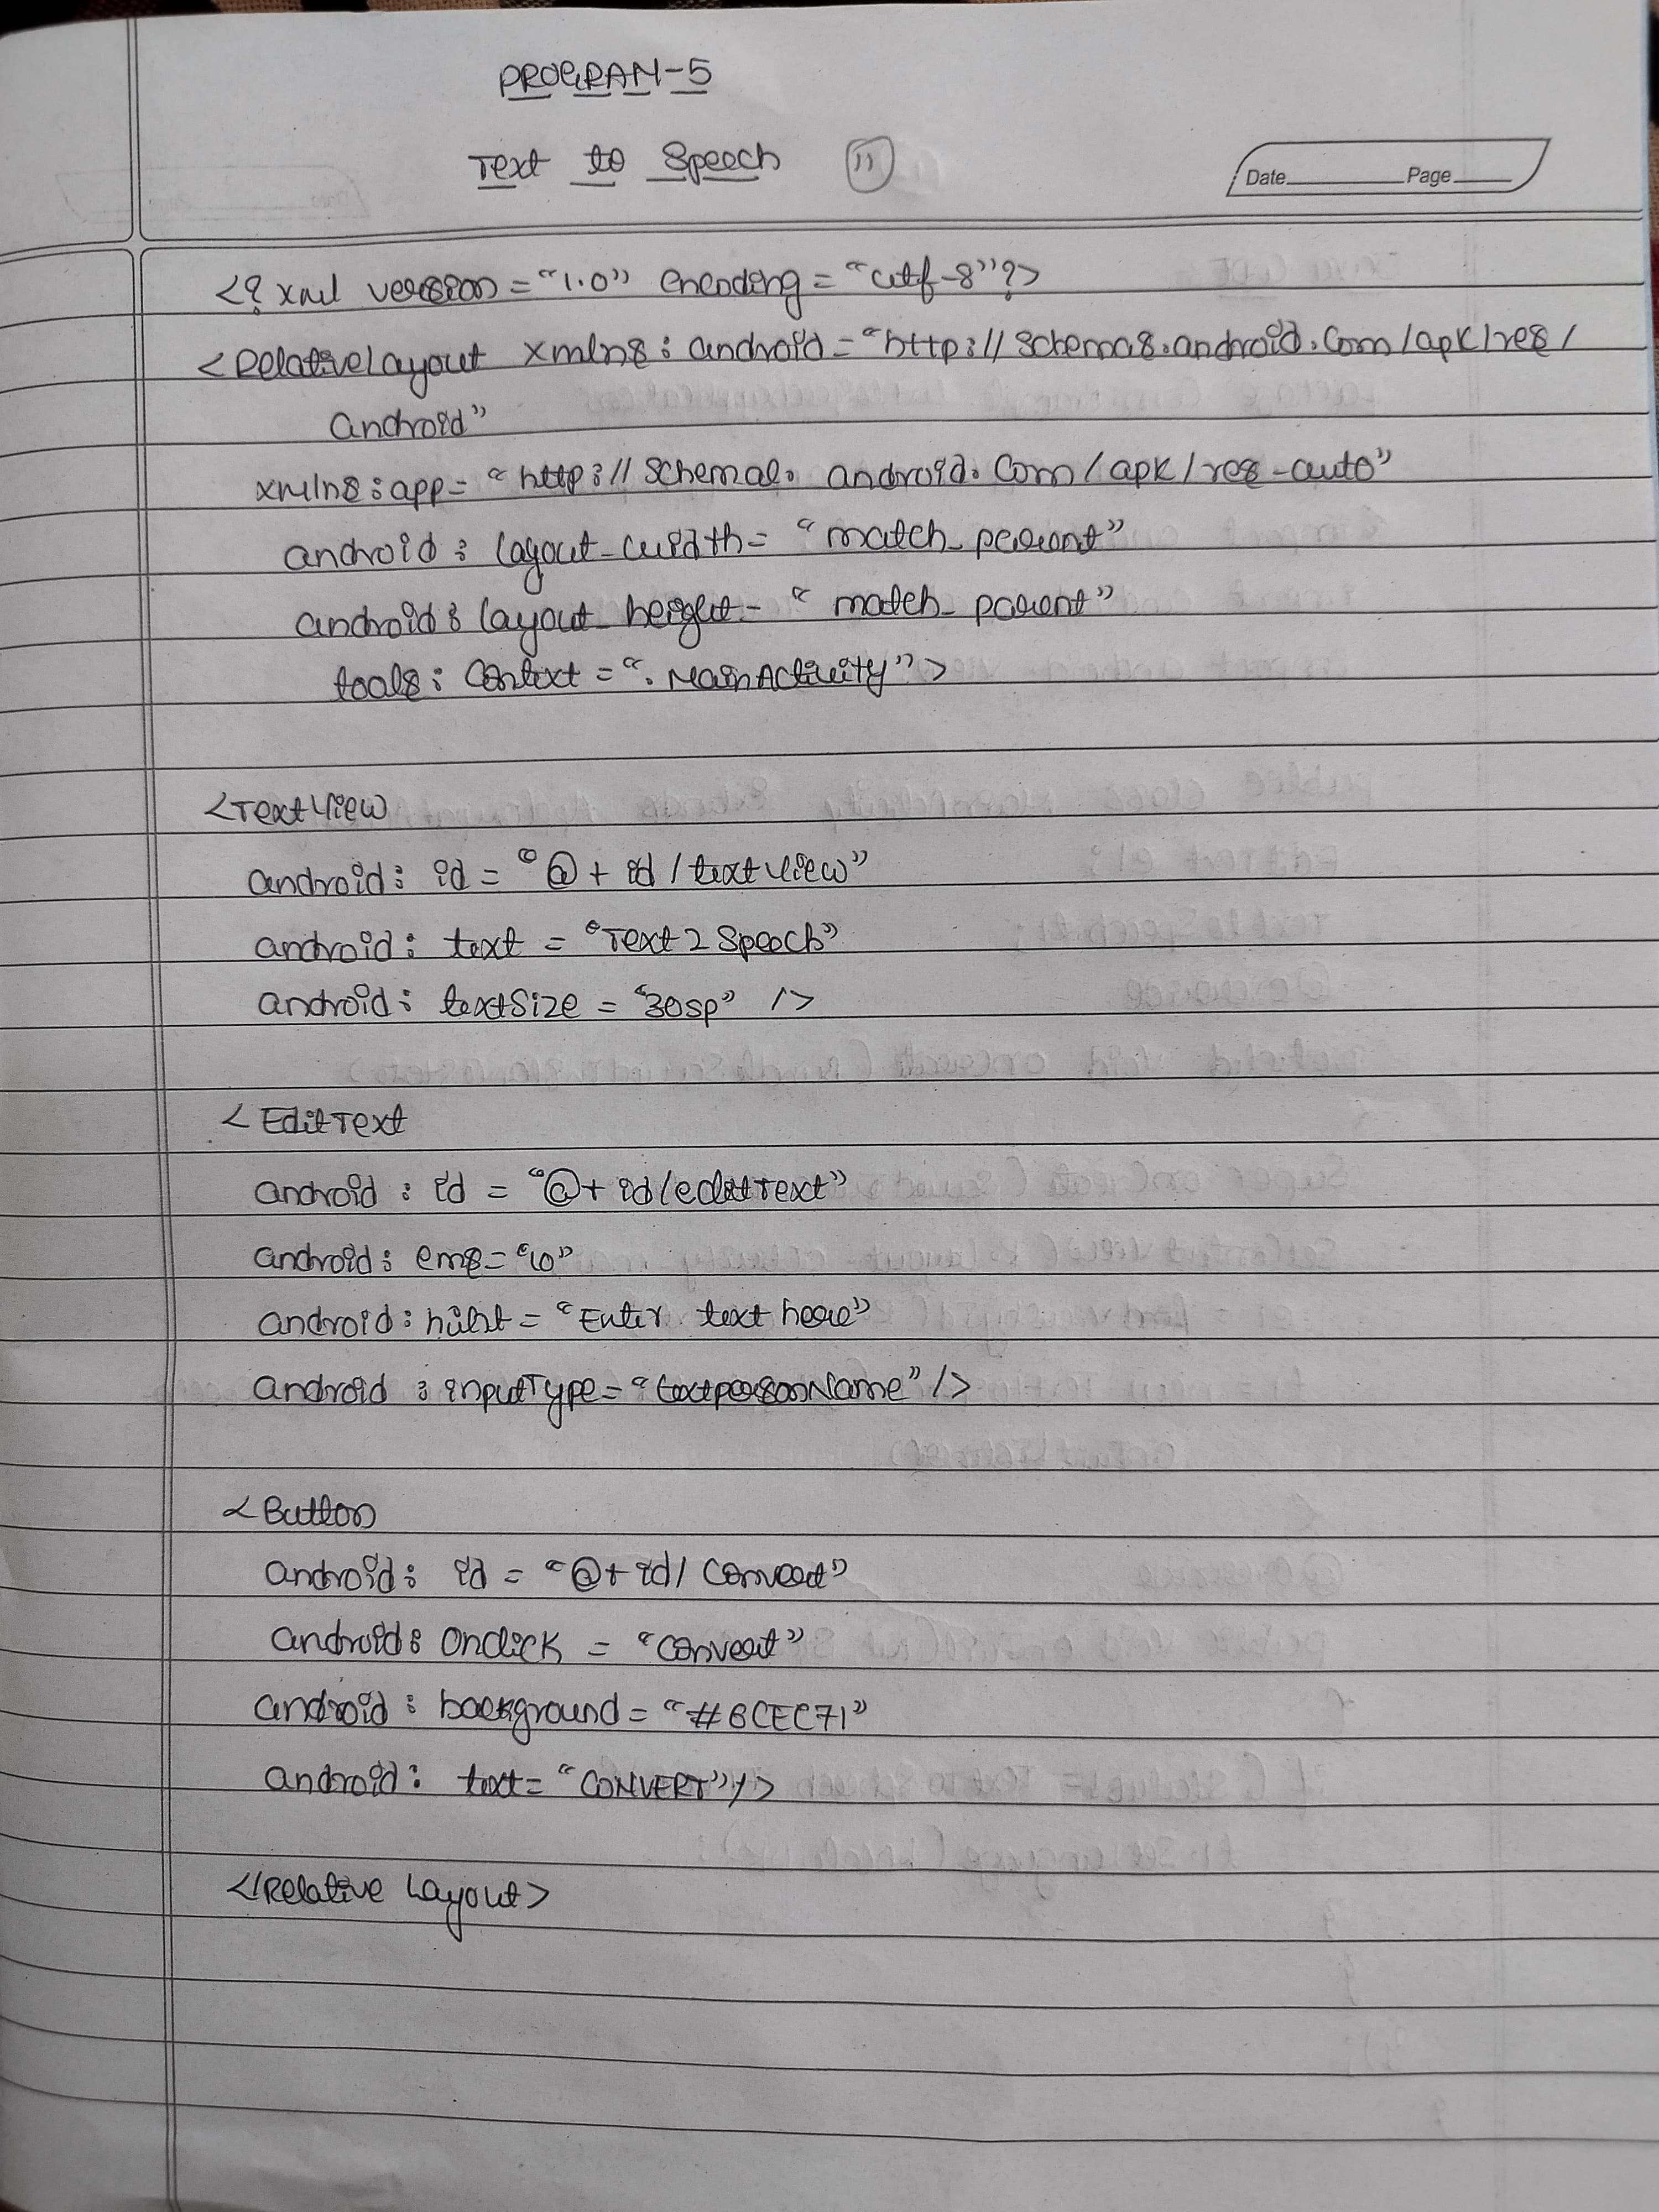 PROGRAM-5
Text to Speech 11
Date Page
<?xml version="1.0" encoding="utf-8"?>
<RelativeLayout xmlns:android="http://schemas.android.com/apk/res/
android"
xmlns:app="http://schemal.android.com/apk/res-auto"
android:layout_width="match_parent"
android:layout_height="match_parent"
tools:context=".MainActivity">
<TextView
android:id="@+id/textView"
android:text="Text2Speech"
android:textSize="30sp" />
<EditText
android:id="@+id/editText"
android:ems="10"
android:hint="Enter text here"
android:inputType="textpersonName"/>
<Button
android:id="@+id/convert"
android:onclick="convert"
android:background="#6CEC71"
android:text="CONVERT"/>
</Relative Layout>